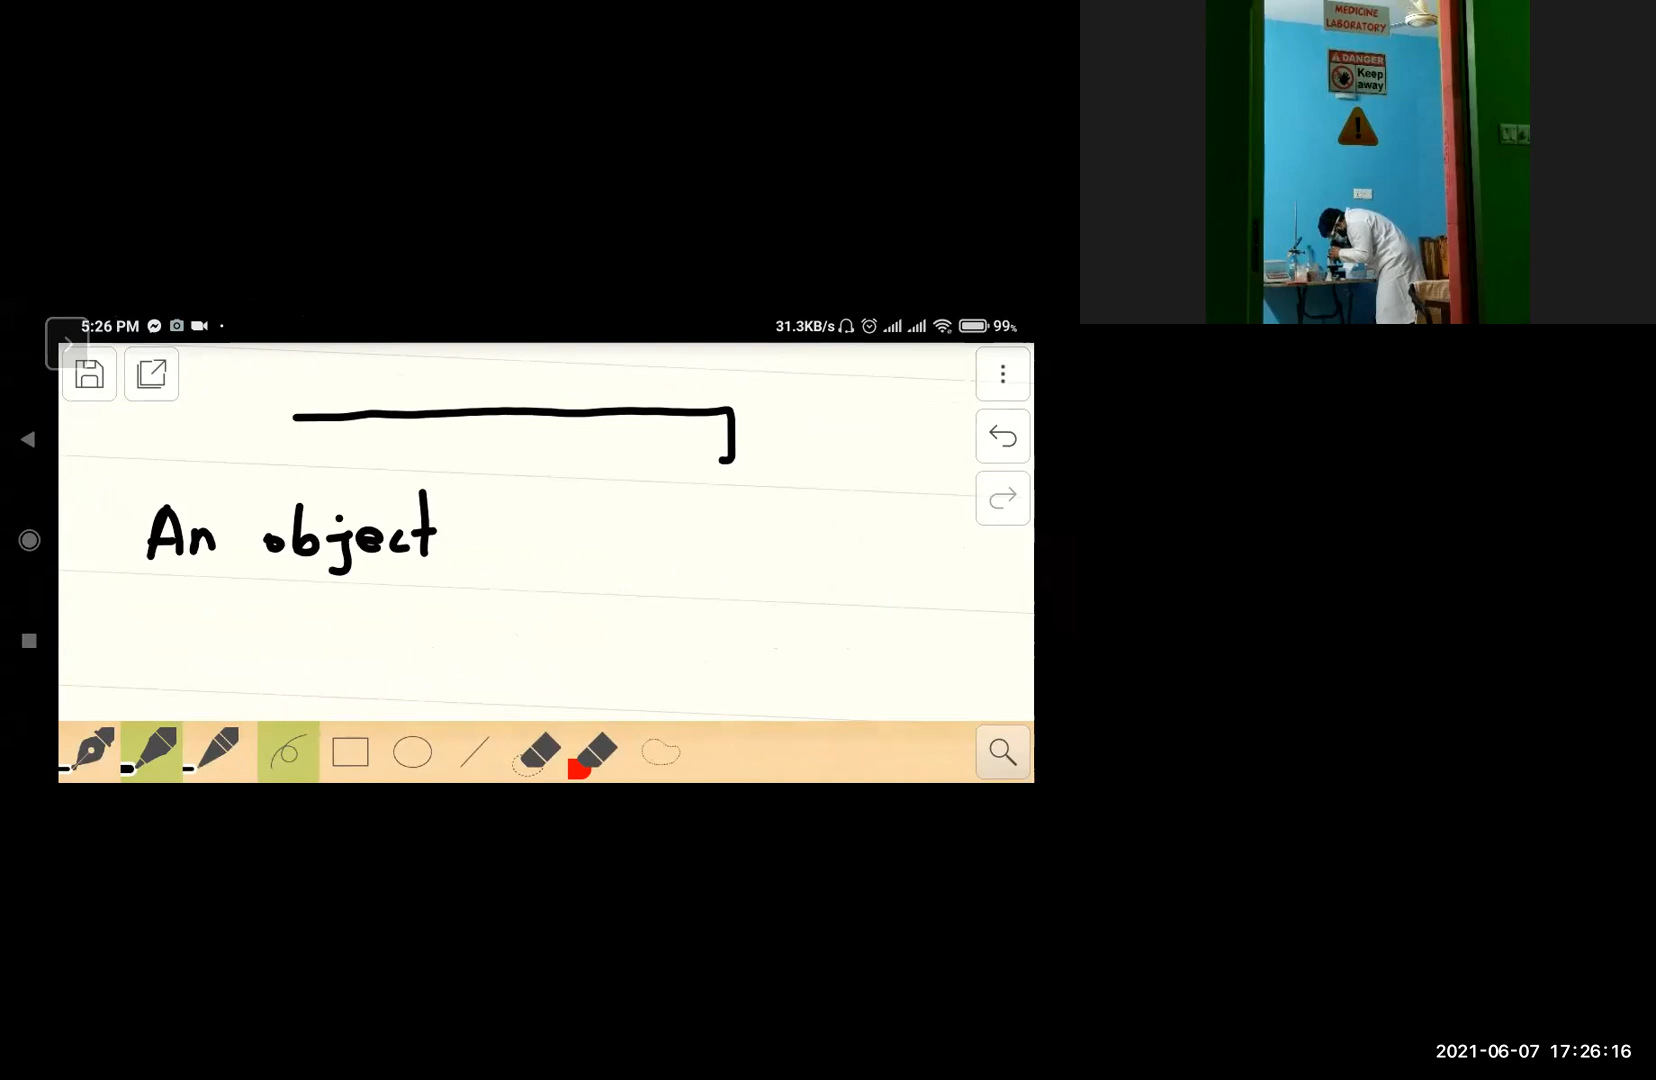 MEDICINE
LABORATORY
DANGER
Keep
away
!
5:26 PM
31.3KB/s
99%
An object
2021-06-07 17:26:16